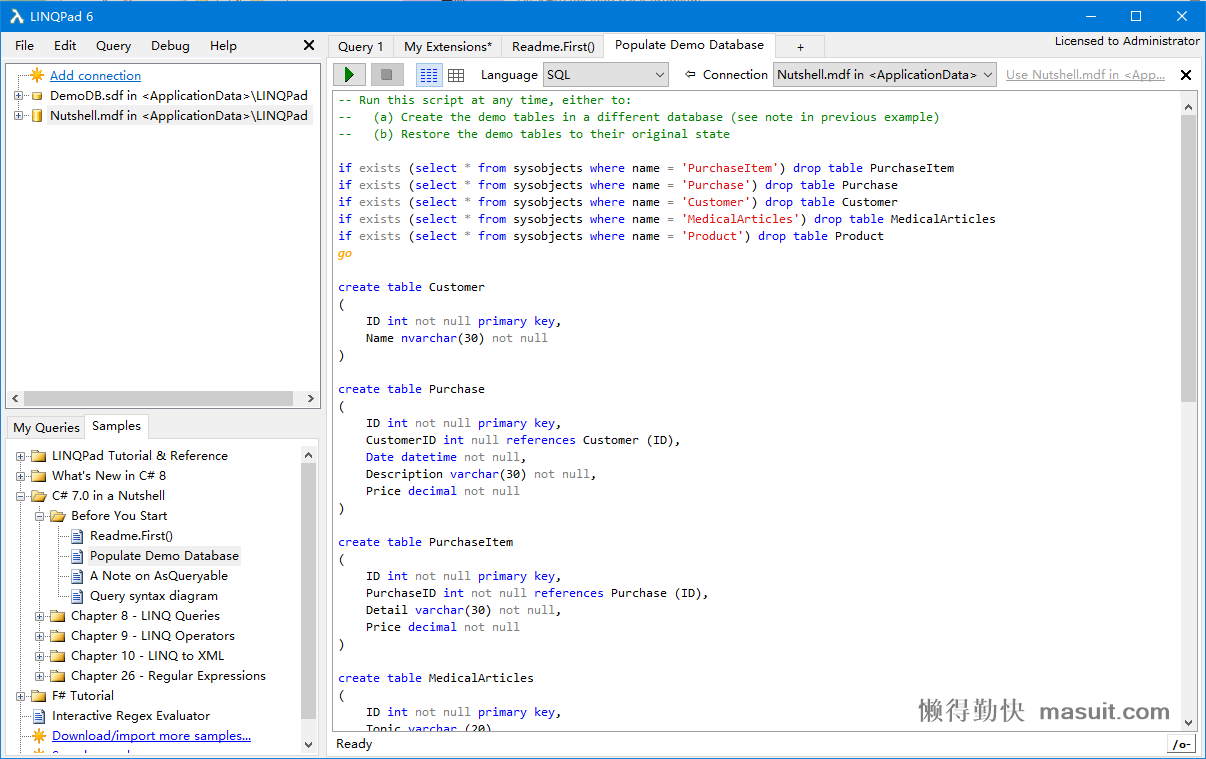 LINQPad 6
File Edit Query Debug Help
Add connection
DemoDB.sdf in <ApplicationData>\LINQPad
Nutshell.mdf in <ApplicationData>\LINQPad
My Queries Samples
LINQPad Tutorial & Reference
What's New in C# 8
C# 7.0 in a Nutshell
Before You Start
Readme.First()
Populate Demo Database
A Note on AsQueryable
Query syntax diagram
Chapter 8 - LINQ Queries
Chapter 9 - LINQ Operators
Chapter 10 - LINQ to XML
Chapter 26 - Regular Expressions
F# Tutorial
Interactive Regex Evaluator
Download/import more samples...
Query 1 My Extensions* Readme.First() Populate Demo Database +
Licensed to Administrator
Language SQL Connection Nutshell.mdf in <ApplicationData> Use Nutshell.mdf in <App...
-- Run this script at any time, either to:
--   (a) Create the demo tables in a different database (see note in previous example)
--   (b) Restore the demo tables to their original state
if exists (select * from sysobjects where name = 'PurchaseItem') drop table PurchaseItem
if exists (select * from sysobjects where name = 'Purchase') drop table Purchase
if exists (select * from sysobjects where name = 'Customer') drop table Customer
if exists (select * from sysobjects where name = 'MedicalArticles') drop table MedicalArticles
if exists (select * from sysobjects where name = 'Product') drop table Product
go
create table Customer
(
ID int not null primary key,
Name nvarchar(30) not null
)
create table Purchase
(
ID int not null primary key,
CustomerID int null references Customer (ID),
Date datetime not null,
Description varchar(30) not null,
Price decimal not null
)
create table PurchaseItem
(
ID int not null primary key,
PurchaseID int not null references Purchase (ID),
Detail varchar(30) not null,
Price decimal not null
)
create table MedicalArticles
(
ID int not null primary key,
Topic varchar (20)
懒得勤快 masuit.com
Ready
/o-